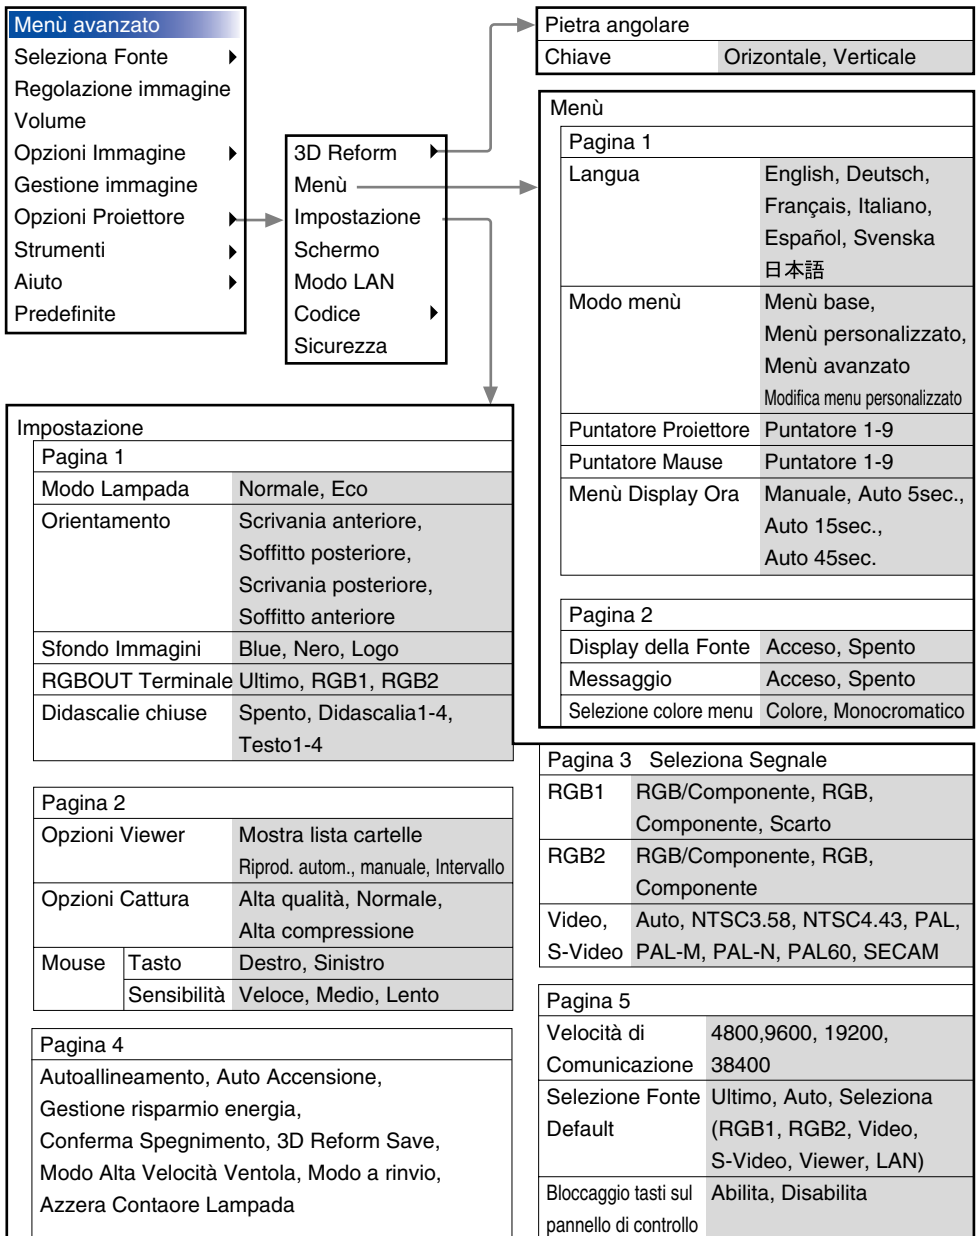 Menù avanzato
Seleziona Fonte
Regolazione immagine
Volume
Opzioni Immagine
Gestione immagine
Opzioni Proiettore
Strumenti
Aiuto
Predefinite
3D Reform
Menù
Impostazione
Schermo
Modo LAN
Codice
Sicurezza
Pietra angolare
Chiave Orizontale, Verticale
Menù
Pagina 1
Langua English, Deutsch,
Français, Italiano,
Español, Svenska
日本語
Modo menù Menù base,
Menù personalizzato,
Menù avanzato
Modifica menu personalizzato
Puntatore Proiettore Puntatore 1-9
Puntatore Mause Puntatore 1-9
Menù Display Ora Manuale, Auto 5sec.,
Auto 15sec.,
Auto 45sec.
Pagina 2
Display della Fonte Acceso, Spento
Messaggio Acceso, Spento
Selezione colore menu Colore, Monocromatico
Impostazione
Pagina 1
Modo Lampada Normale, Eco
Orientamento Scrivania anteriore,
Soffitto posteriore,
Scrivania posteriore,
Soffitto anteriore
Sfondo Immagini Blue, Nero, Logo
RGBOUT Terminale Ultimo, RGB1, RGB2
Didascalie chiuse Spento, Didascalia1-4,
Testo1-4
Pagina 2
Opzioni Viewer Mostra lista cartelle
Riprod. autom., manuale, Intervallo
Opzioni Cattura Alta qualità, Normale,
Alta compressione
Mouse Tasto Destro, Sinistro
Sensibilità Veloce, Medio, Lento
Pagina 3 Seleziona Segnale
RGB1 RGB/Componente, RGB,
Componente, Scarto
RGB2 RGB/Componente, RGB,
Componente
Video, Auto, NTSC3.58, NTSC4.43, PAL,
S-Video PAL-M, PAL-N, PAL60, SECAM
Pagina 4
Autoallineamento, Auto Accensione,
Gestione risparmio energia,
Conferma Spegnimento, 3D Reform Save,
Modo Alta Velocità Ventola, Modo a rinvio,
Azzera Contaore Lampada
Pagina 5
Velocità di 4800,9600, 19200,
Comunicazione 38400
Selezione Fonte Ultimo, Auto, Seleziona
Default (RGB1, RGB2, Video,
S-Video, Viewer, LAN)
Bloccaggio tasti sul Abilita, Disabilita
pannello di controllo